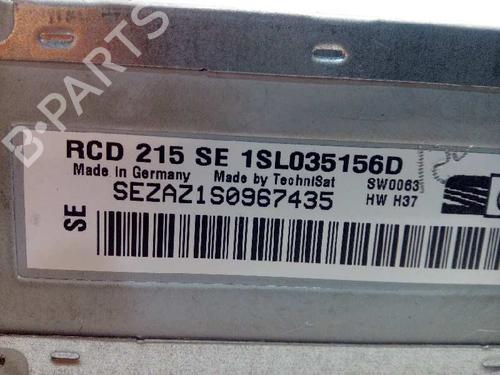 B-PARTS
RCD 215 SE 1SL035156D
Made in Germany Made by TechniSat SW0063
SEZAZ1S0967435 HW H37
SE